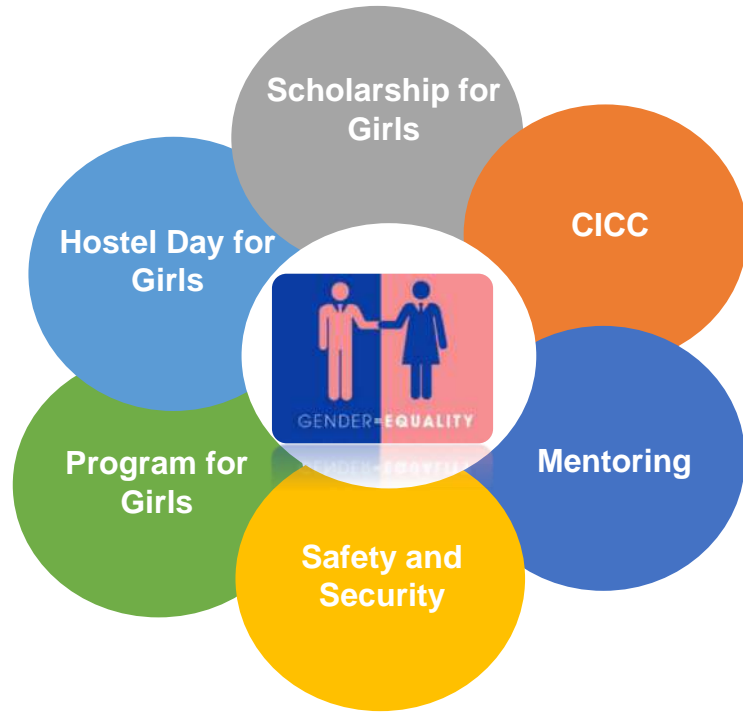 Scholarship for
Girls
CICC
Hostel Day for
Girls
GENDER=EQUALITY
Program for
Girls
Mentoring
Safety and
Security